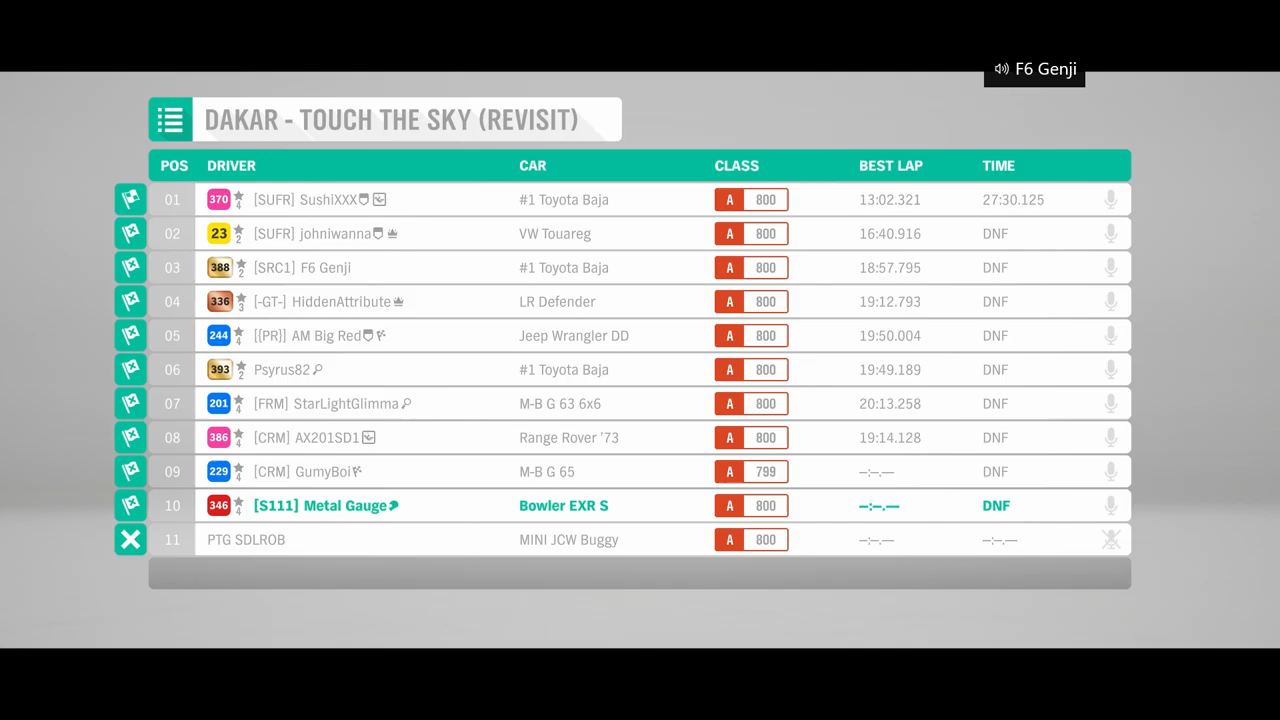 F6 Genji
DAKAR - TOUCH THE SKY (REVISIT)
POS DRIVER CAR CLASS BEST LAP TIME
01 370 4 [SUFR] SushiXXX #1 Toyota Baja A 800 13:02.321 27:30.125
02 23 2 [SUFR] johniwanna VW Touareg A 800 16:40.916 DNF
03 388 2 [SRC1] F6 Genji #1 Toyota Baja A 800 18:57.795 DNF
04 336 3 [-GT-] HiddenAttribute LR Defender A 800 19:12.793 DNF
05 244 4 [{PR}] AM Big Red Jeep Wrangler DD A 800 19:50.004 DNF
06 393 2 Psyrus82 #1 Toyota Baja A 800 19:49.189 DNF
07 201 4 [FRM] StarLightGlimma M-B G 63 6x6 A 800 20:13.258 DNF
08 386 4 [CRM] AX201SD1 Range Rover '73 A 800 19:14.128 DNF
09 229 4 [CRM] GumyBoi M-B G 65 A 799 --:--.--- DNF
10 346 4 [S111] Metal Gauge Bowler EXR S A 800 --:--.--- DNF
11 PTG SDLROB MINI JCW Buggy A 800 --:--.--- --:--.---